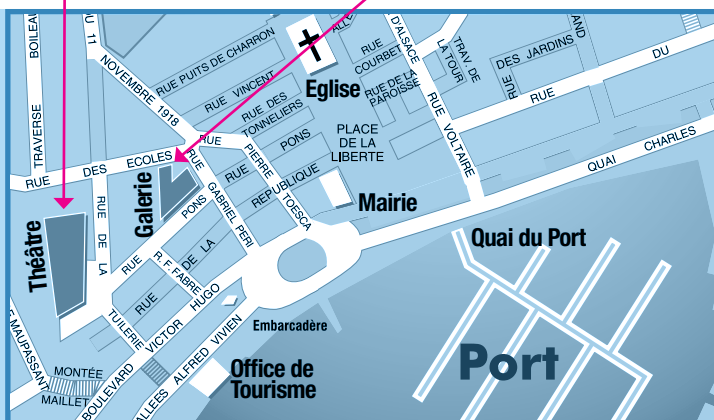 TRAVERSE BOILEAU
DU 11
NOVEMBRE 1918
RUE PUITS DE CHARRON
RUE VINCENT
RUE DES
TONNELIERS
Eglise
ALLÉ
RUE
COURBET
D'ALSACE
TRAV. DE
LA TOUR
RUE DE LA
PAROISSE
RUE
DES JARDINS
AND
RUE
DU
RUE VOLTAIRE
QUAI CHARLES
PLACE
DE LA
LIBERTE
RUE DES ECOLES
RUE
PIERRE
TOESCA
RUE
GABRIEL PERI
RUE PONS
REPUBLIQUE
Mairie
Galerie
Théâtre
RUE DE LA
TUILERIE
RUE PONS
R. F. FABRE
RUE DE LA
Quai du Port
Embarcadère
BOULEVARD VICTOR HUGO
ALLEES ALFRED VIVIEN
Office de
Tourisme
Port
E MAUPASSANT
MONTÉE
MAILLET